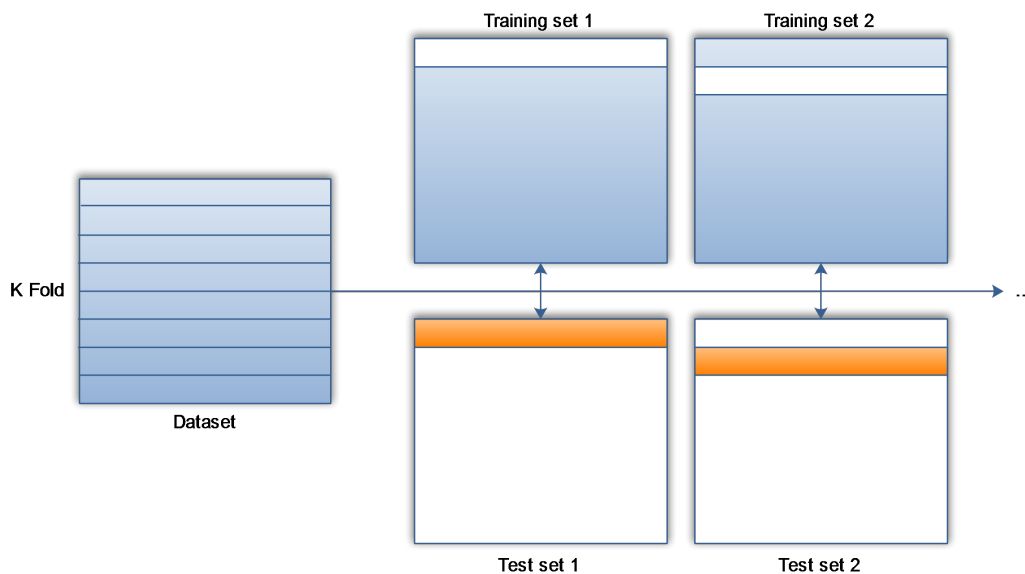 Training set 1
Training set 2
K Fold
..
Dataset
Test set 1
Test set 2